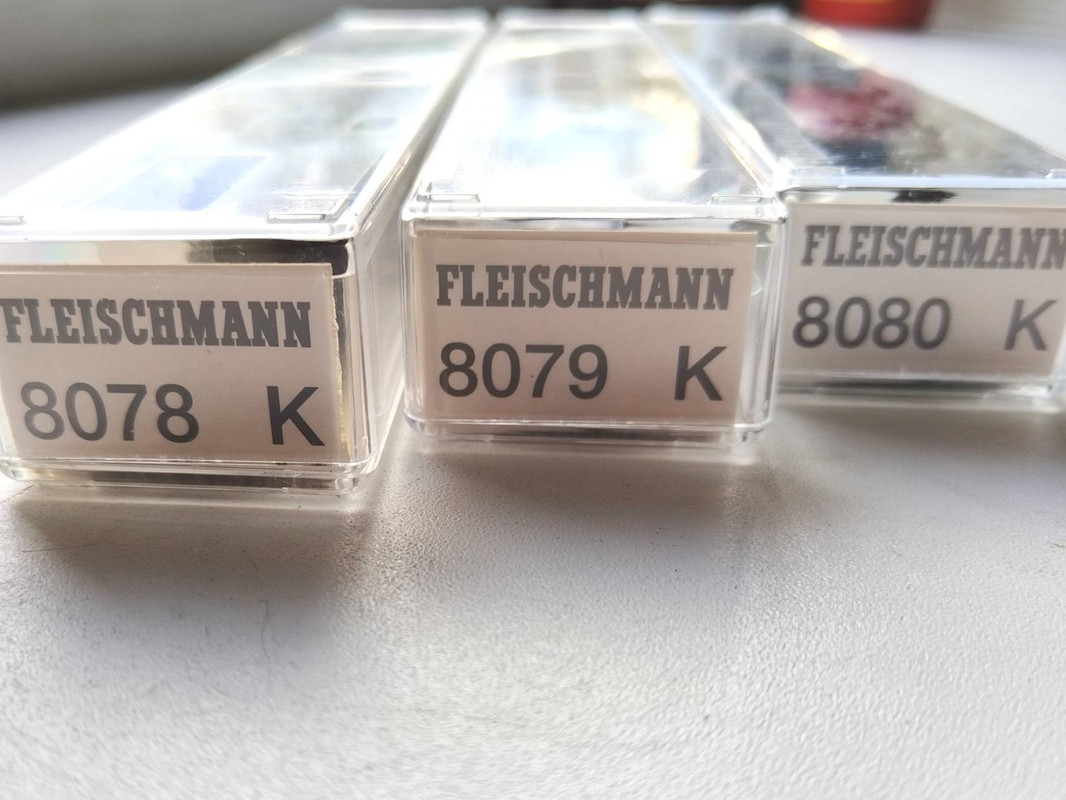 FLEISCHMANN
8078 K
FLEISCHMANN
8079 K
FLEISCHMANN
8080 K